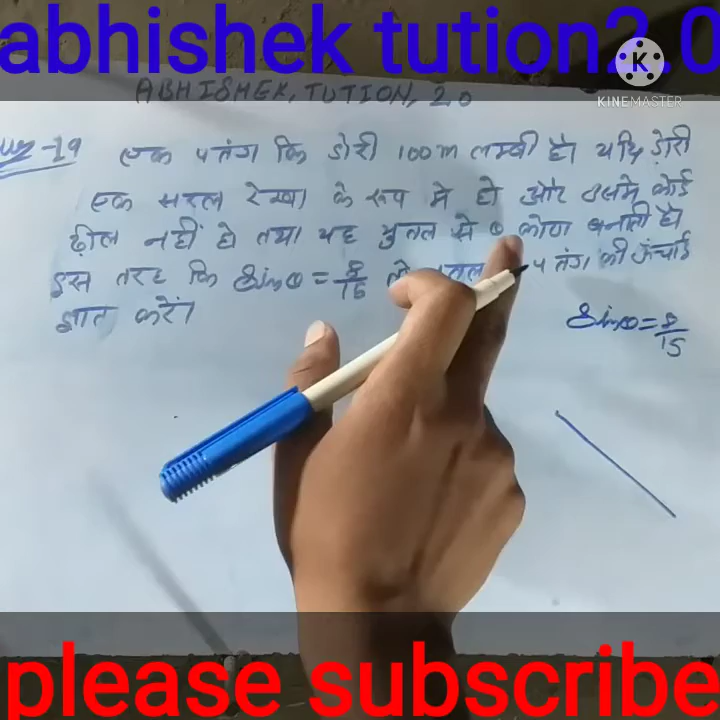 abhishek tution2.0
K
KINEMASTER
ABHISHEK, TUTION, 2.0
-19 एक पतंग कि डोरी 100m लम्बी है। यदि डोरी
एक सरल रेखा के रूप मे हो और उसमे कोई
ढील नहीं हो तथा यह भुतल से θ कोण बनाती है।
इस तरह कि Sinθ = 8/15 पतंग की ऊंचाई
ज्ञात करें।
Sinθ = 8/15
please subscribe